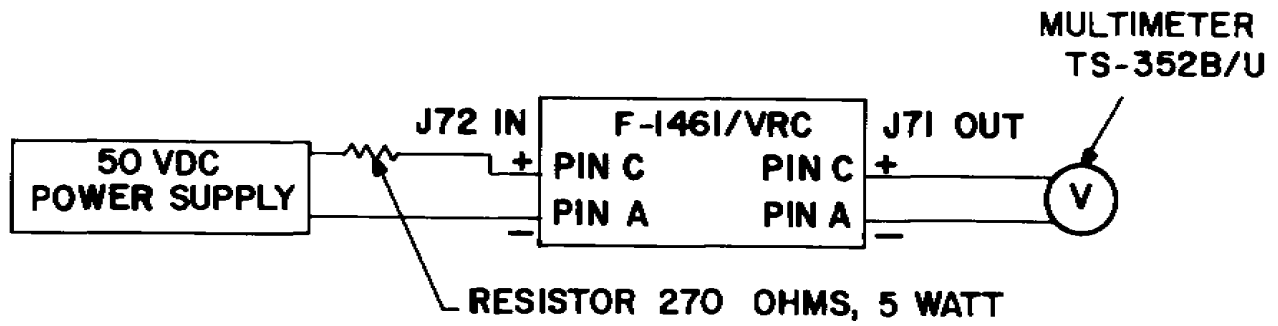 MULTIMETER
TS-352B/U
J72 IN
F-1461/VRC
J71 OUT
50 VDC
POWER SUPPLY
+ PIN C
PIN C +
PIN A
PIN A
−
−
V
RESISTOR 270 OHMS, 5 WATT